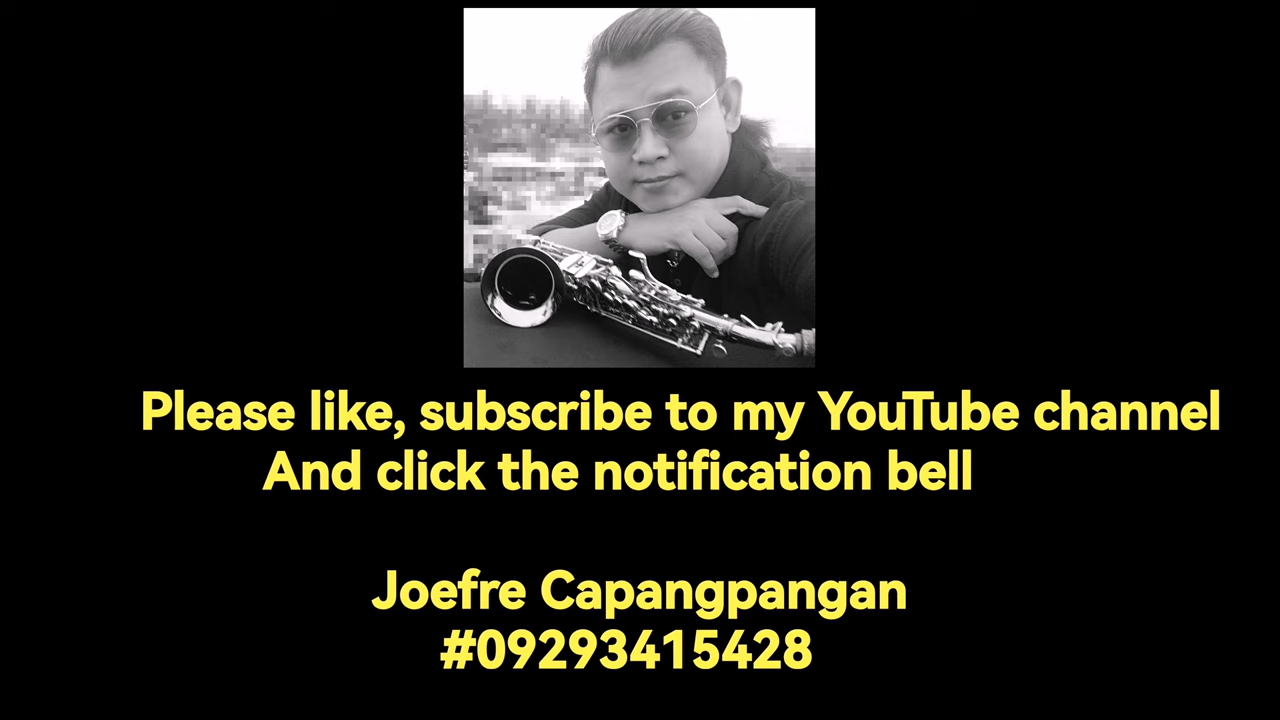 Please like, subscribe to my YouTube channel
And click the notification bell
Joefre Capangpangan
#09293415428